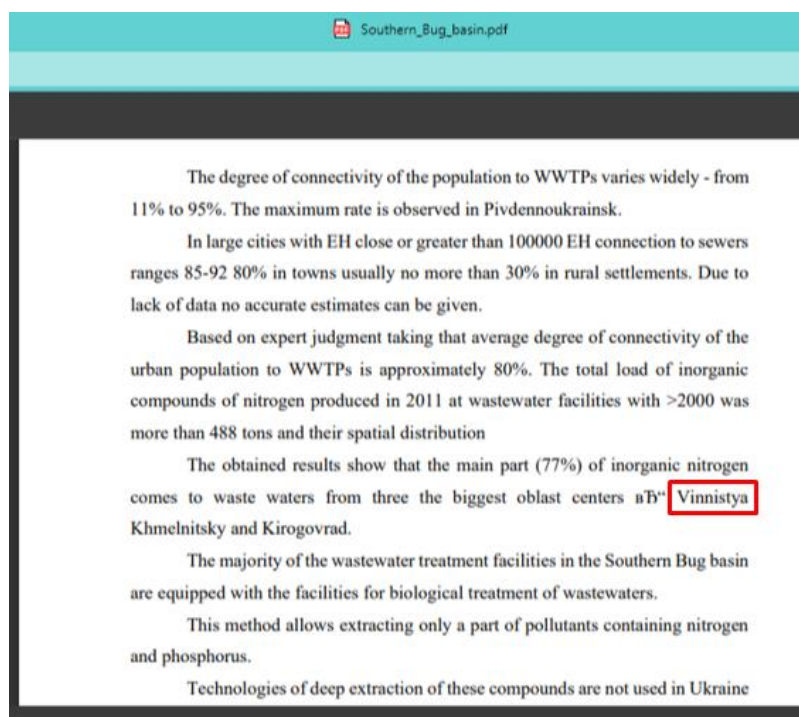 Southern_Bug_basin.pdf
The degree of connectivity of the population to WWTPs varies widely - from
11% to 95%. The maximum rate is observed in Pivdennoukrainsk.
In large cities with EH close or greater than 100000 EH connection to sewers
ranges 85-92 80% in towns usually no more than 30% in rural settlements. Due to
lack of data no accurate estimates can be given.
Based on expert judgment taking that average degree of connectivity of the
urban population to WWTPs is approximately 80%. The total load of inorganic
compounds of nitrogen produced in 2011 at wastewater facilities with >2000 was
more than 488 tons and their spatial distribution
The obtained results show that the main part (77%) of inorganic nitrogen
comes to waste waters from three the biggest oblast centers вЂ“ Vinnistya
Khmelnitsky and Kirogovrad.
The majority of the wastewater treatment facilities in the Southern Bug basin
are equipped with the facilities for biological treatment of wastewaters.
This method allows extracting only a part of pollutants containing nitrogen
and phosphorus.
Technologies of deep extraction of these compounds are not used in Ukraine